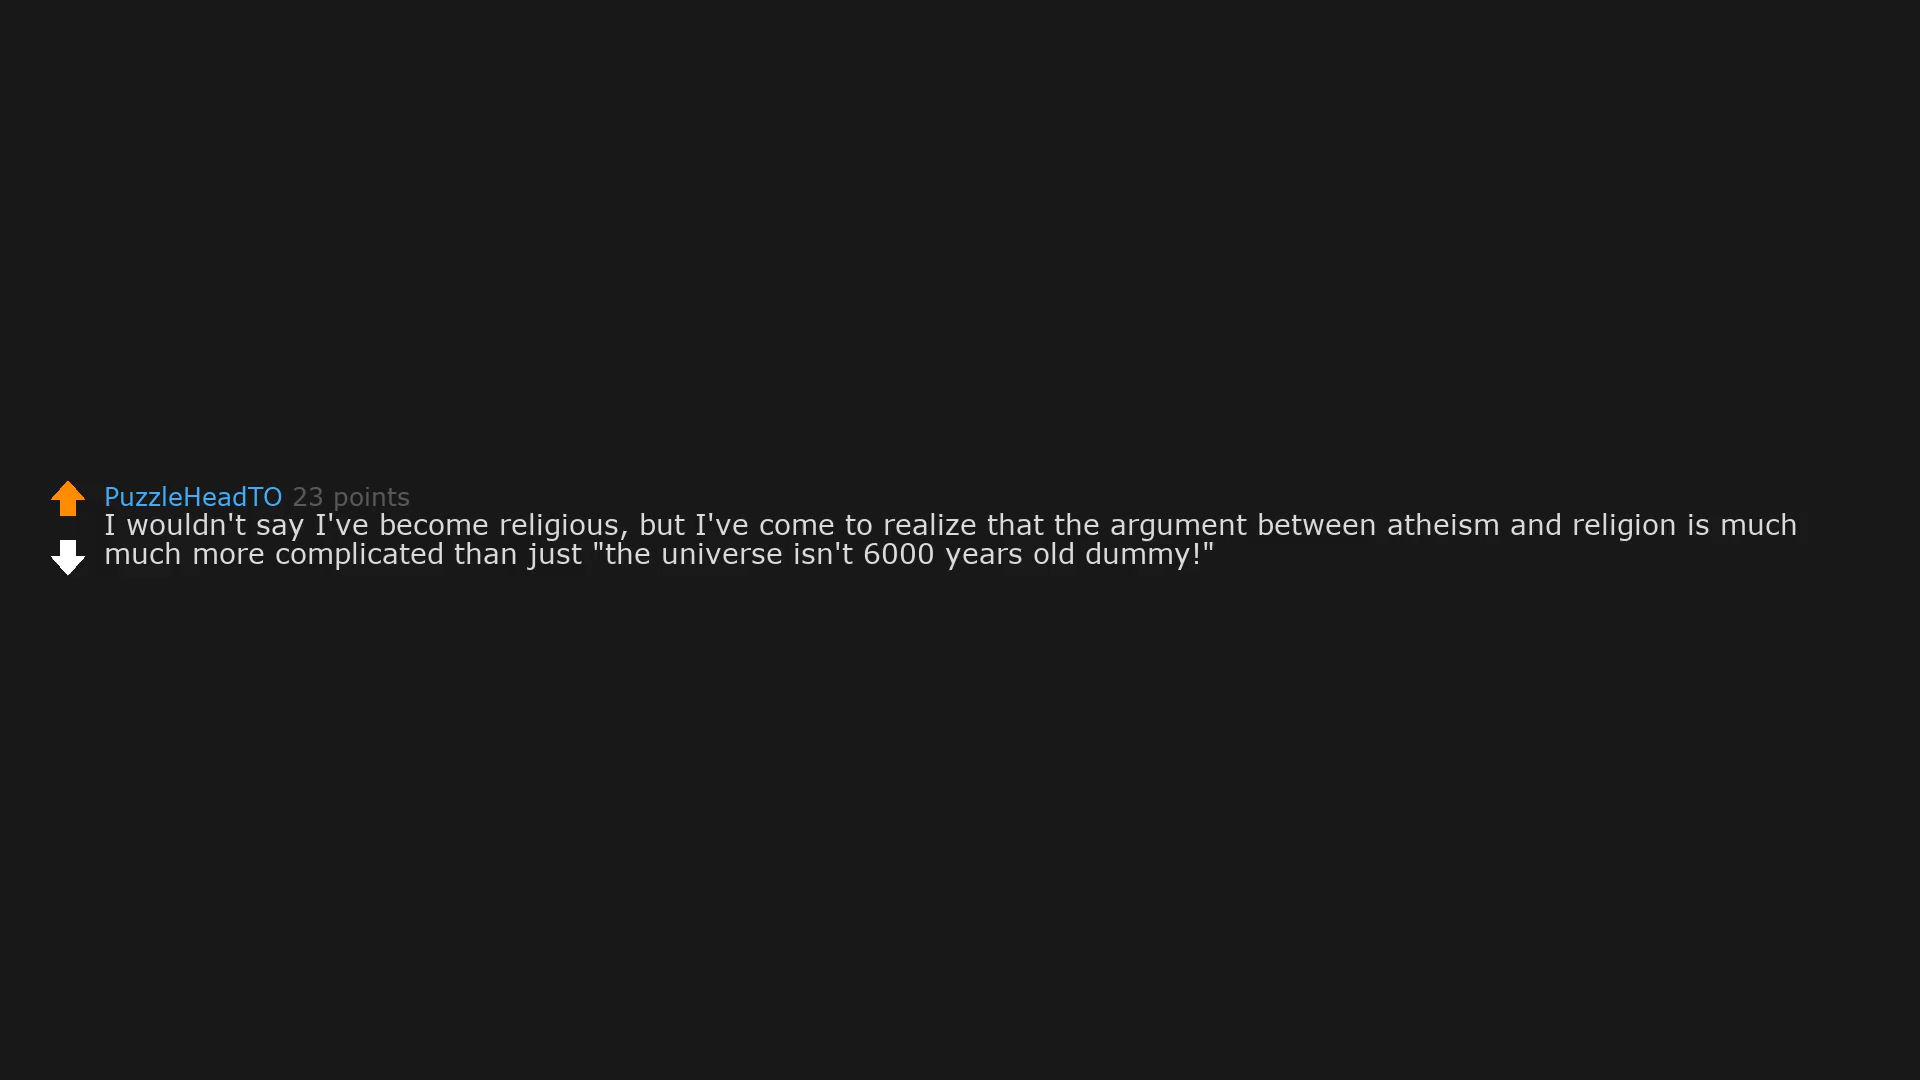 PuzzleHeadTO 23 points
I wouldn't say I've become religious, but I've come to realize that the argument between atheism and religion is much
much more complicated than just "the universe isn't 6000 years old dummy!"